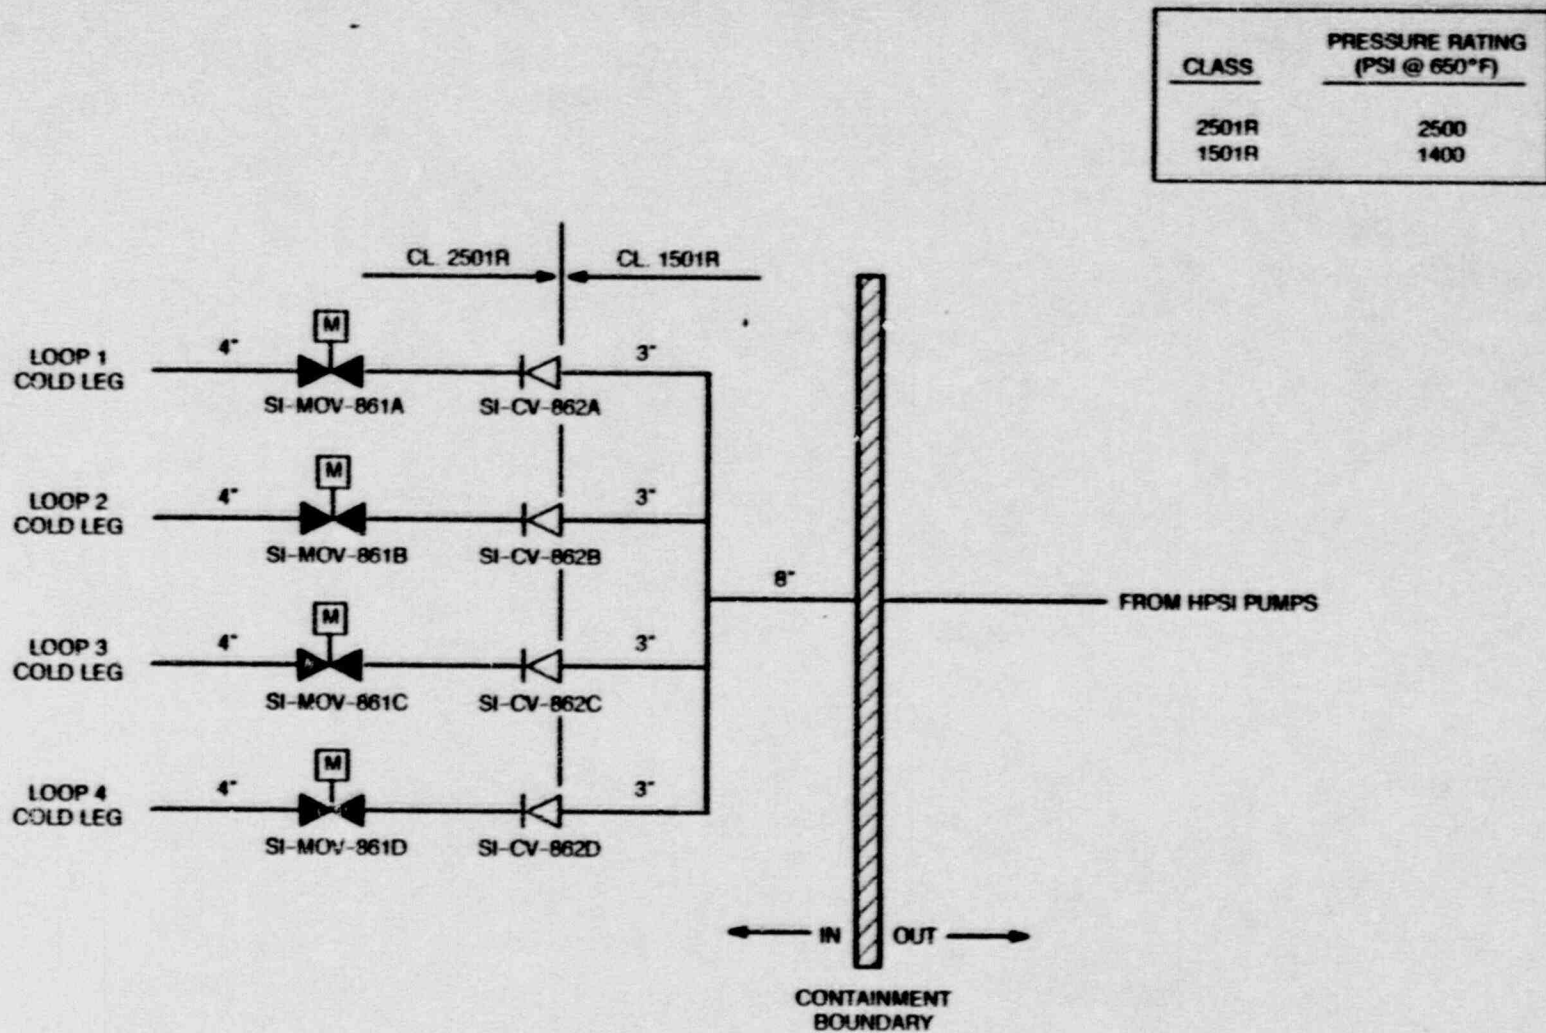 CLASS PRESSURE RATING
(PSI @ 650°F)
2501R 2500
1501R 1400
CL. 2501R CL. 1501R
M
LOOP 1
COLD LEG
4"
3"
SI-MOV-861A SI-CV-862A
M
LOOP 2
COLD LEG
4"
3"
SI-MOV-861B SI-CV-862B
8"
FROM HPSI PUMPS
M
LOOP 3
COLD LEG
4"
3"
SI-MOV-861C SI-CV-862C
M
LOOP 4
COLD LEG
4"
3"
SI-MOV-861D SI-CV-862D
IN OUT
CONTAINMENT
BOUNDARY